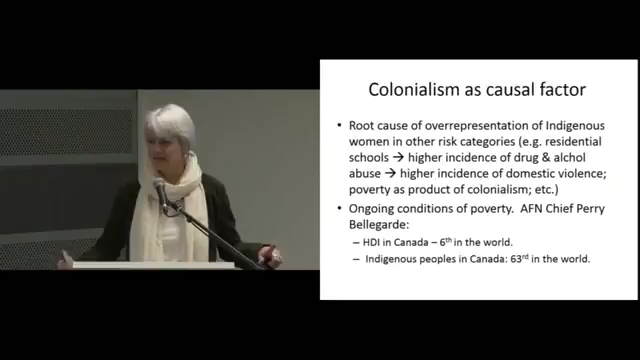 Colonialism as causal factor
• Root cause of overrepresentation of Indigenous
women in other risk categories (e.g. residential
schools → higher incidence of drug & alchol
abuse → higher incidence of domestic violence;
poverty as product of colonialism; etc.)
• Ongoing conditions of poverty. AFN Chief Perry
Bellegarde:
– HDI in Canada – 6th in the world.
– Indigenous peoples in Canada: 63rd in the world.